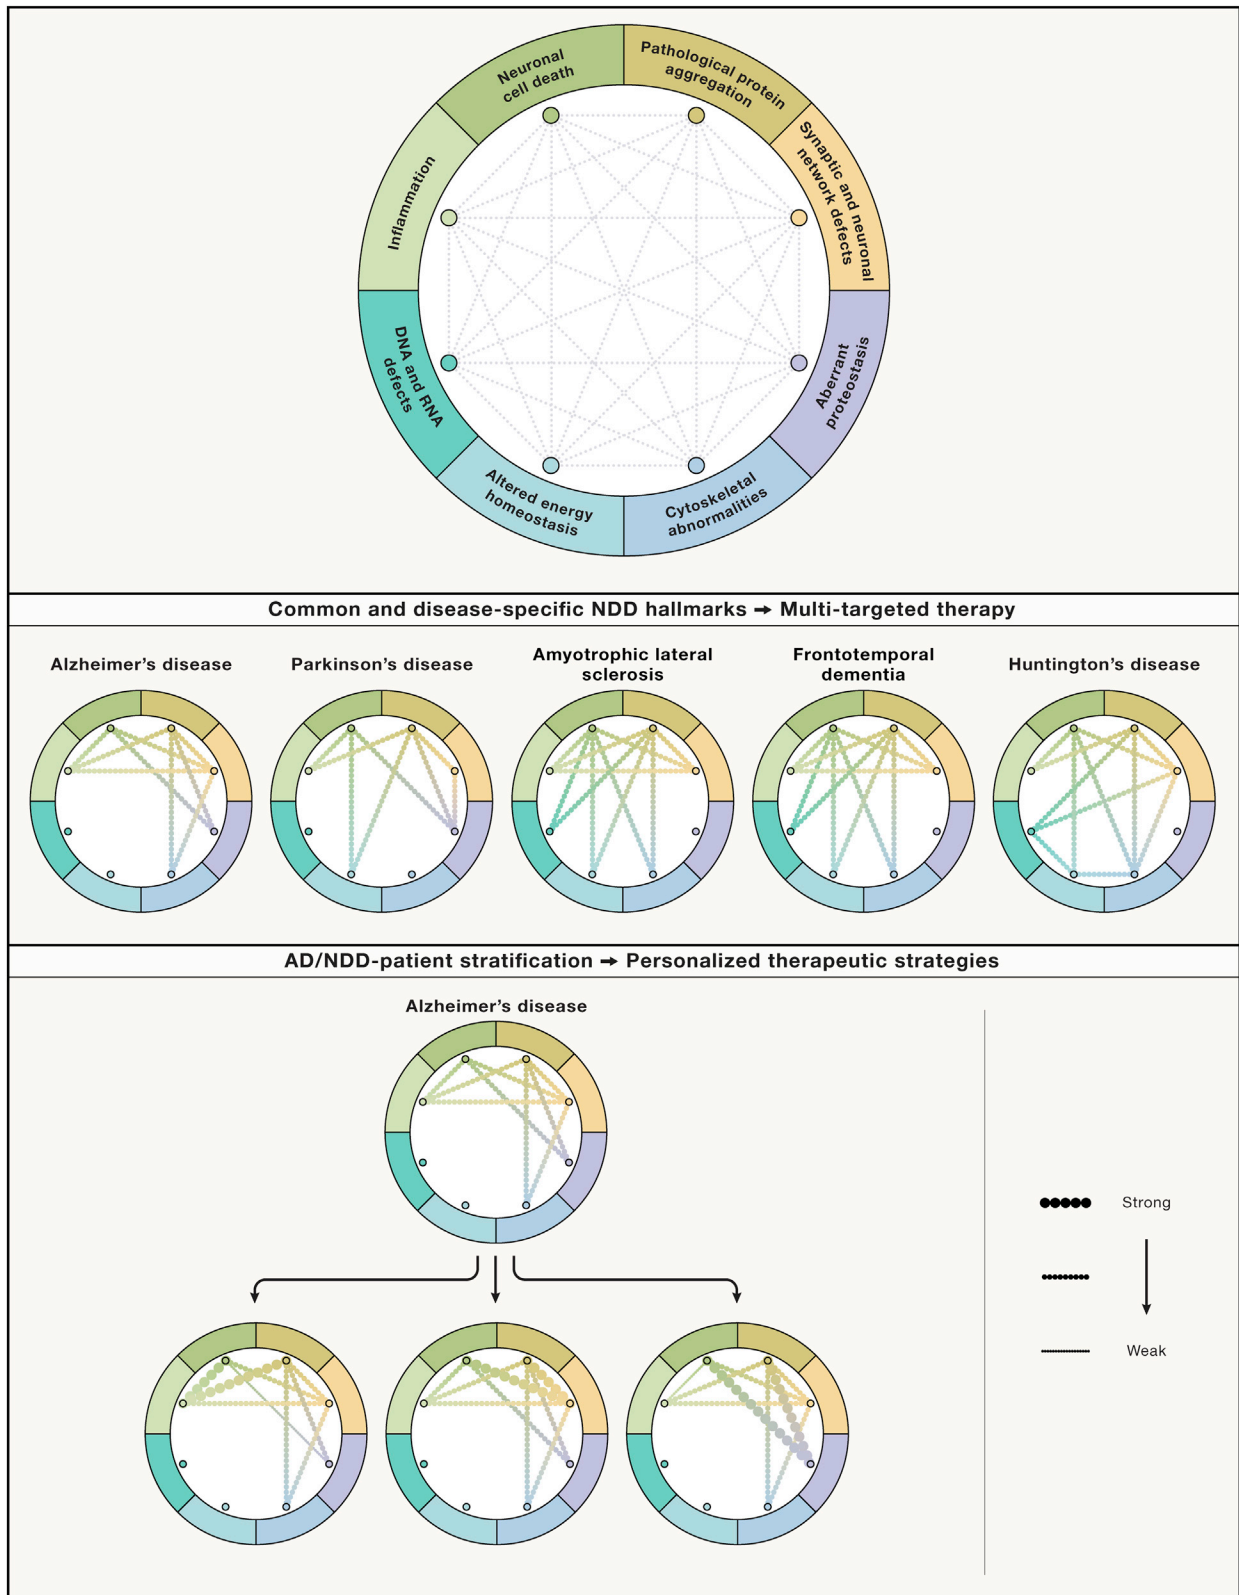 Neuronal
cell death
Pathological protein
aggregation
Synaptic and neuronal
network defects
Inflammation
DNA and RNA
defects
Aberrant
proteostasis
Altered energy
homeostasis
Cytoskeletal
abnormalities
Common and disease-specific NDD hallmarks → Multi-targeted therapy
Alzheimer's disease
Parkinson's disease
Amyotrophic lateral
sclerosis
Frontotemporal
dementia
Huntington's disease
AD/NDD-patient stratification → Personalized therapeutic strategies
Alzheimer's disease
Strong
Weak